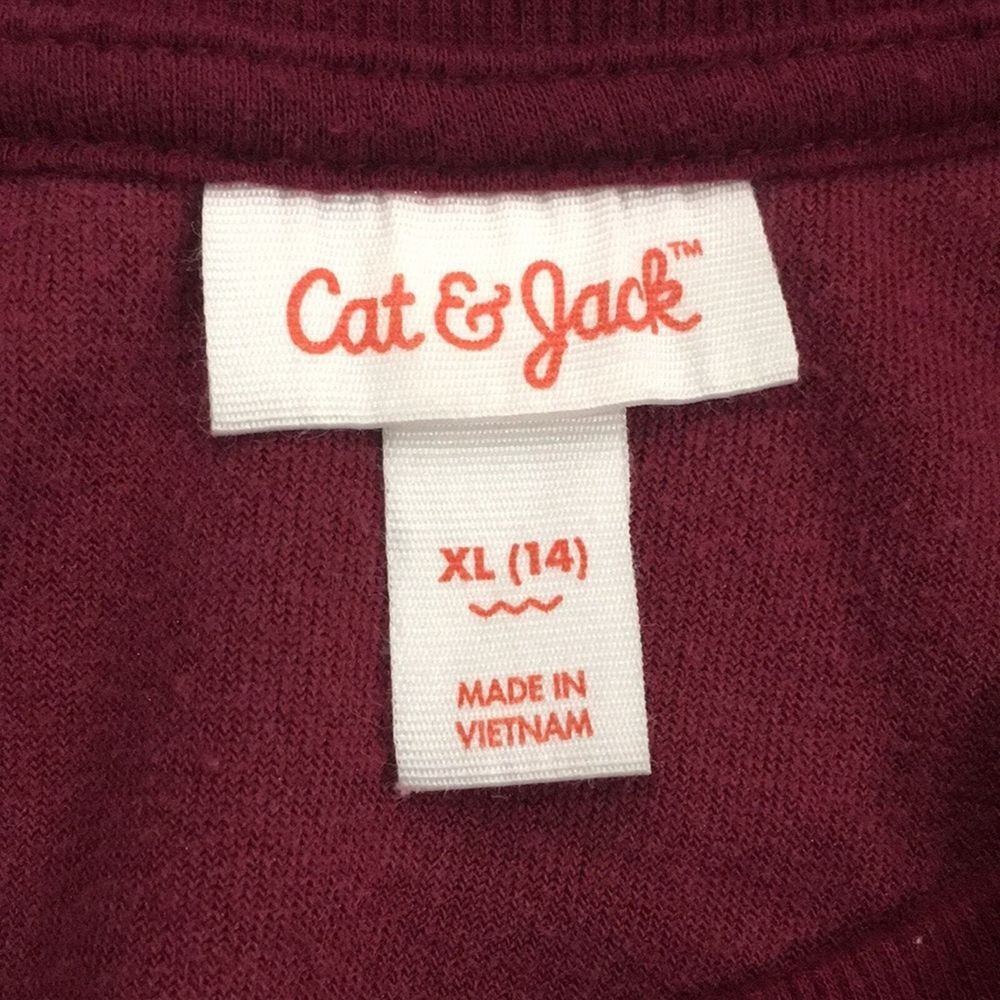 Cat & Jack™
XL (14)
MADE IN
VIETNAM